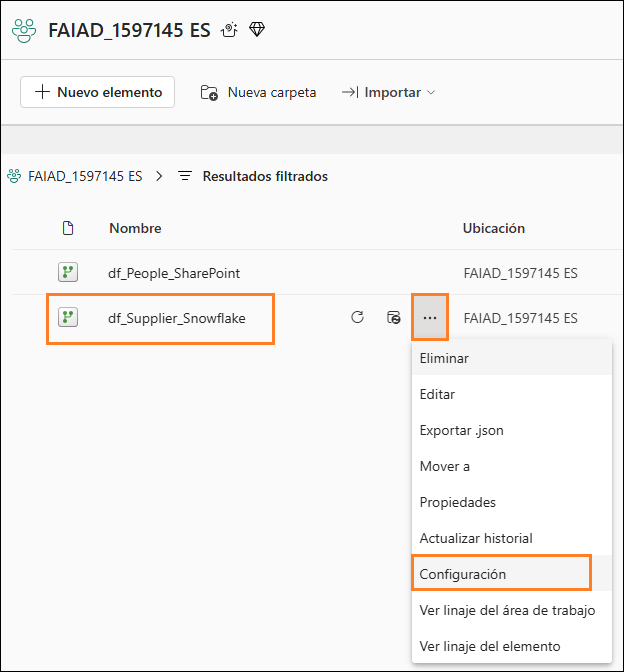 FAIAD_1597145 ES
Nuevo elemento
Nueva carpeta
Importar
FAIAD_1597145 ES > Resultados filtrados
Nombre Ubicación
df_People_SharePoint FAIAD_1597145 ES
df_Supplier_Snowflake ... FAIAD_1597145 ES
Eliminar
Editar
Exportar .json
Mover a
Propiedades
Actualizar historial
Configuración
Ver linaje del área de trabajo
Ver linaje del elemento